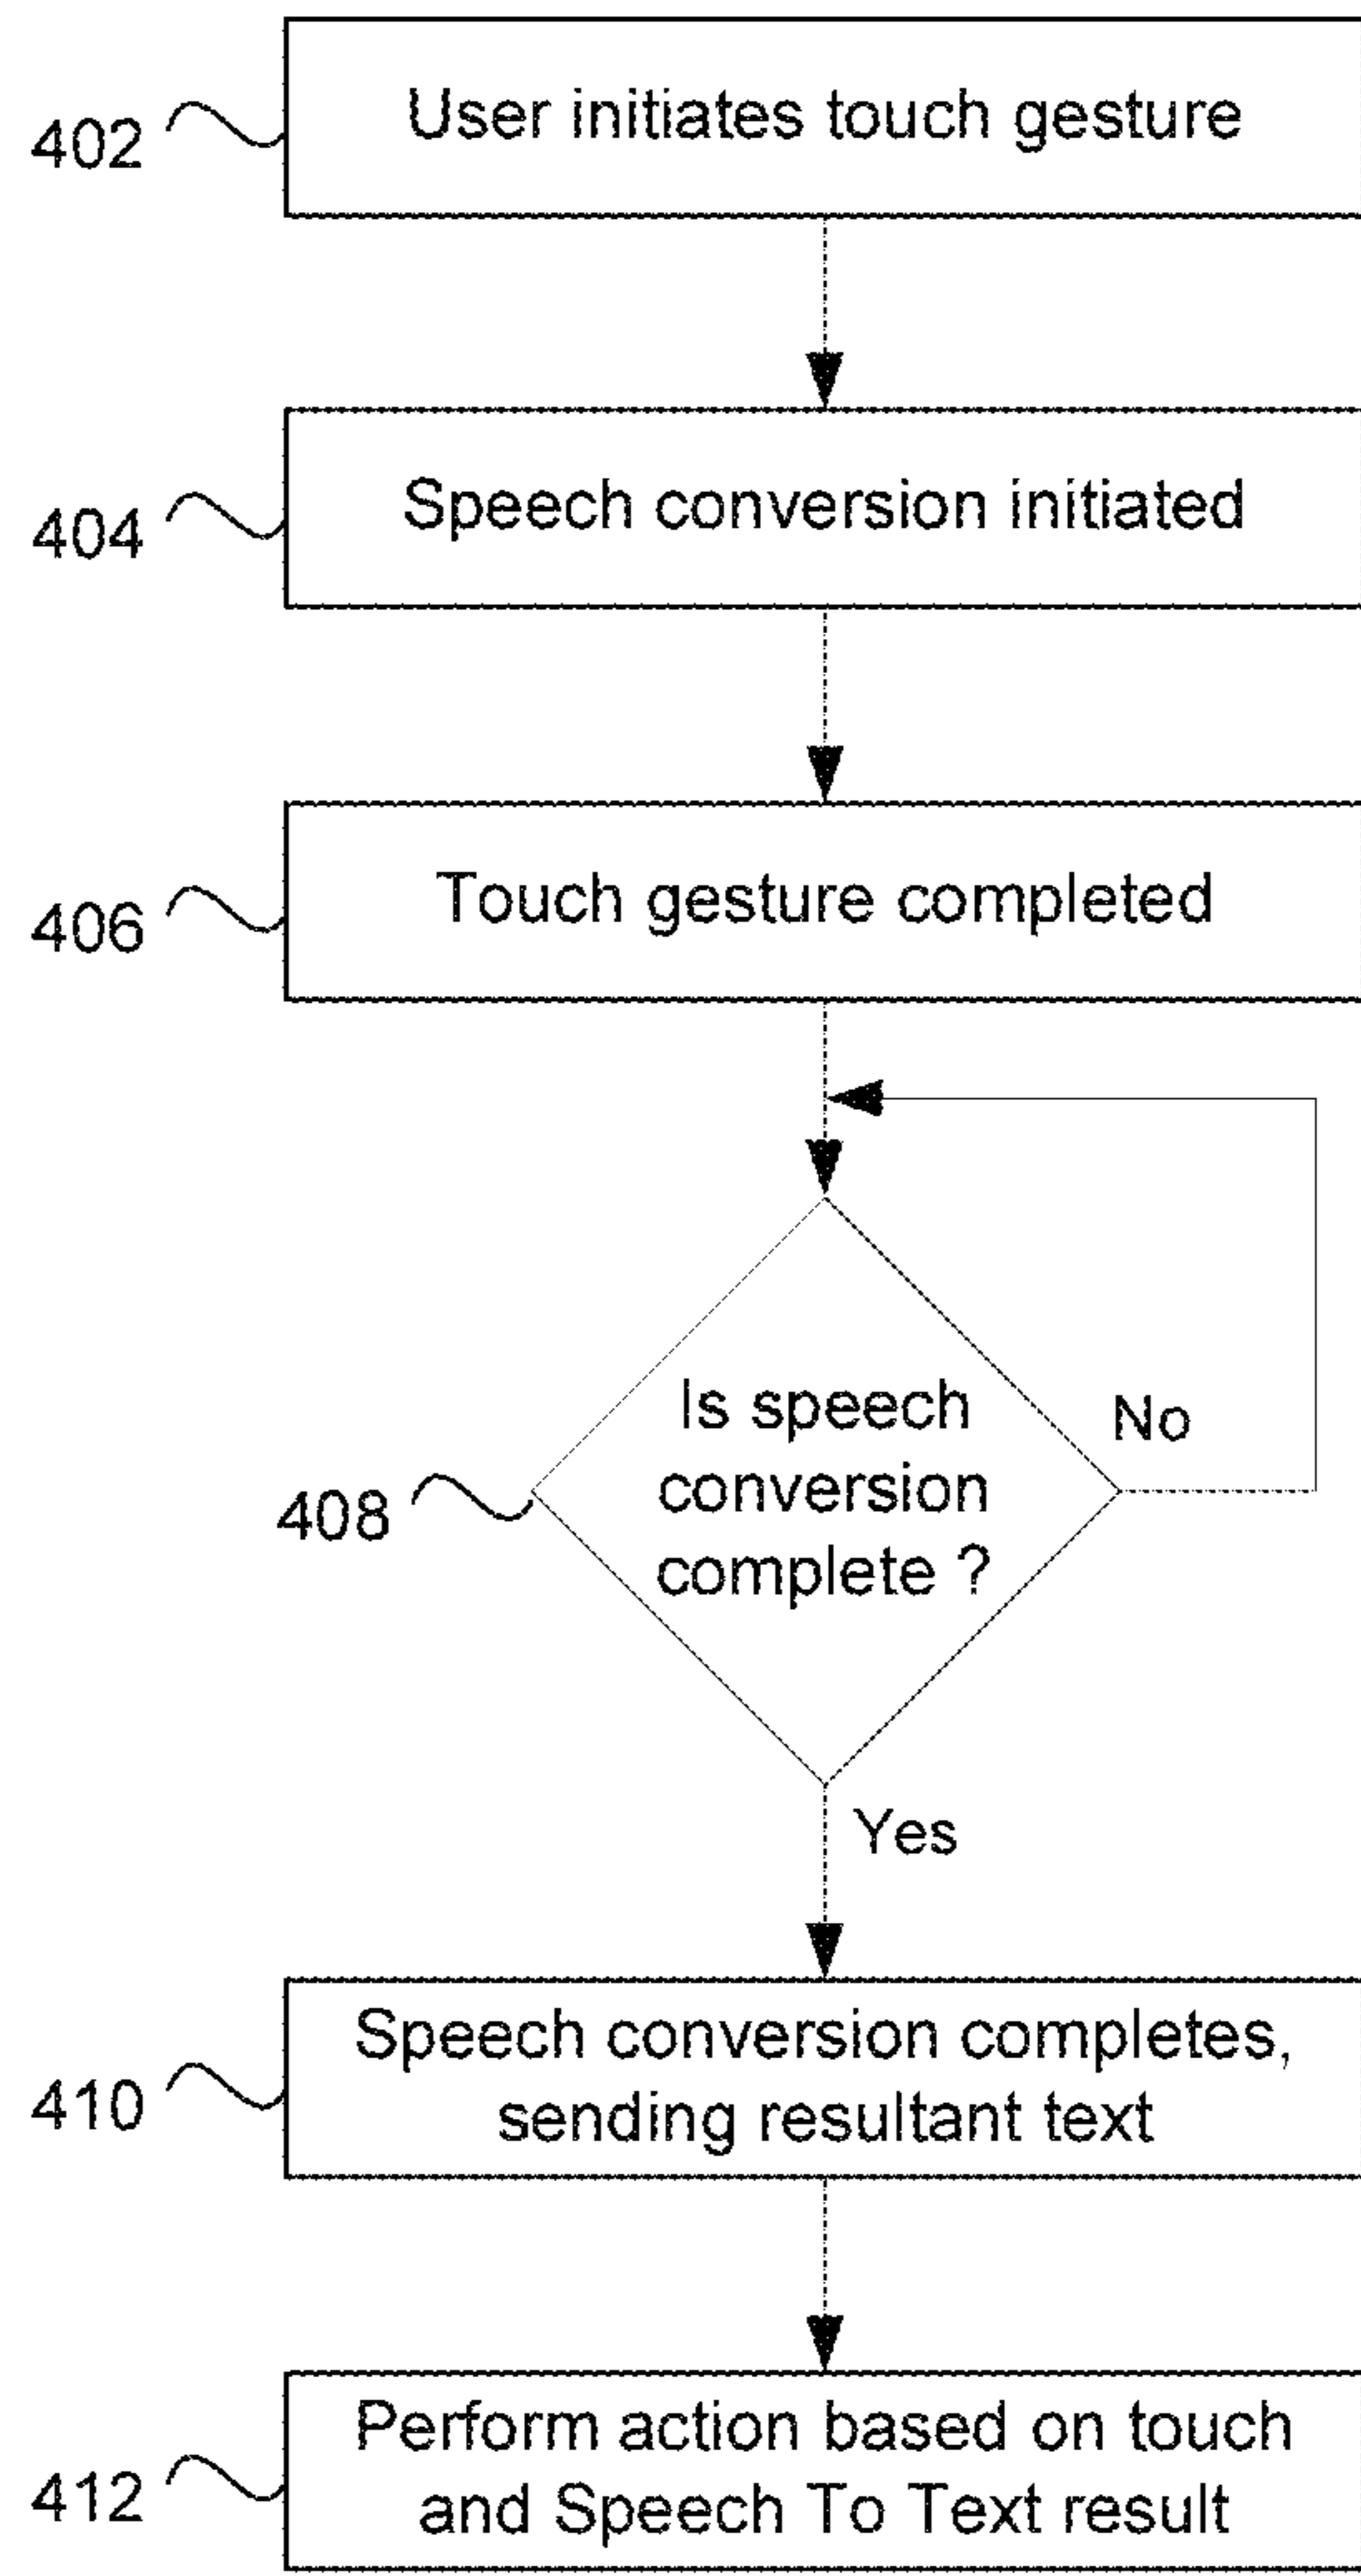 402
User initiates touch gesture
404
Speech conversion initiated
406
Touch gesture completed
408
Is speech
conversion
complete ?
No
Yes
410
Speech conversion completes,
sending resultant text
412
Perform action based on touch
and Speech To Text result